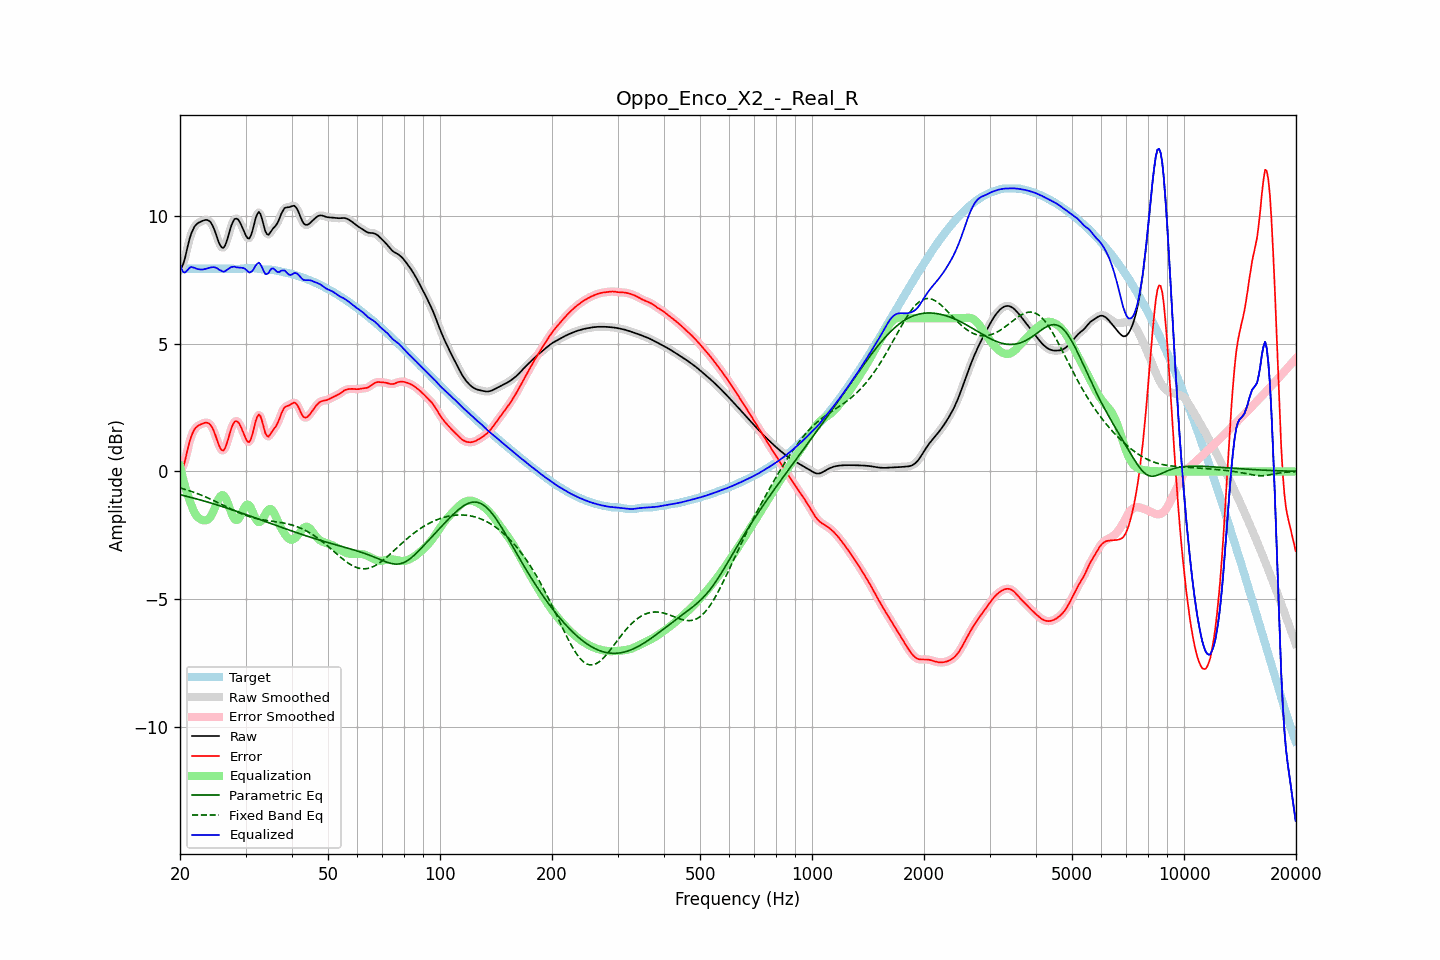 Oppo_Enco_X2_-_Real_R
Amplitude (dBr)
10
5
0
−5
−10
Target
Raw Smoothed
Error Smoothed
Raw
Error
Equalization
Parametric Eq
Fixed Band Eq
Equalized
20 50 100 200 500 1000 2000 5000 10000 20000
Frequency (Hz)